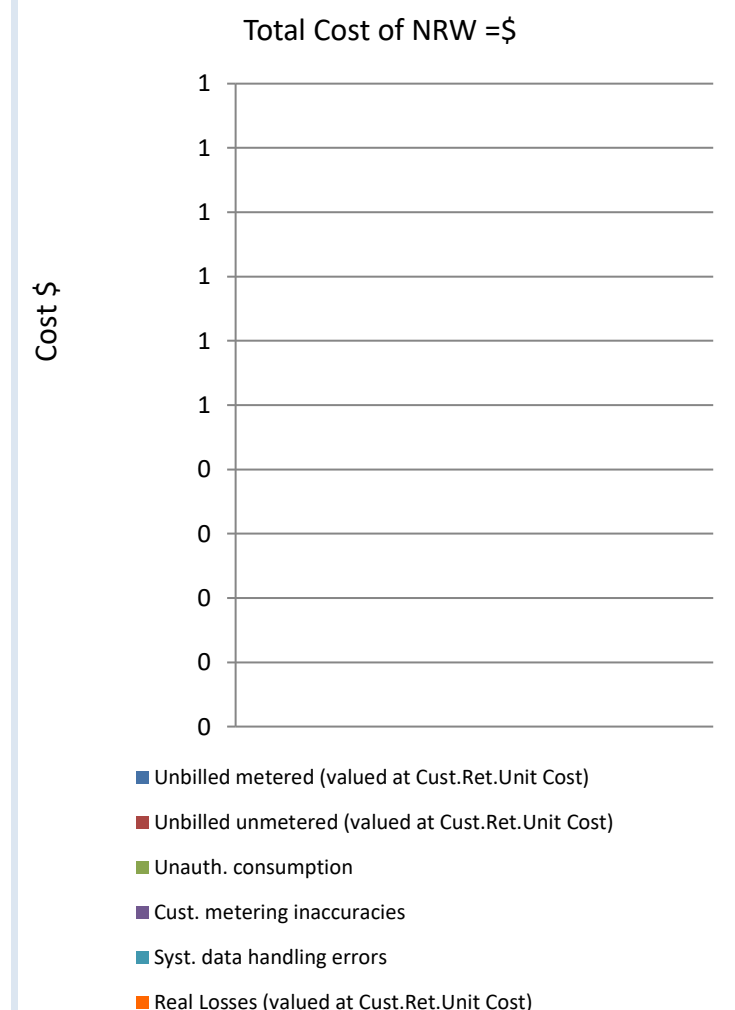 Total Cost of NRW =$
1
1
1
1
1
1
0
0
0
0
0
Cost $
Unbilled metered (valued at Cust.Ret.Unit Cost)
Unbilled unmetered (valued at Cust.Ret.Unit Cost)
Unauth. consumption
Cust. metering inaccuracies
Syst. data handling errors
Real Losses (valued at Cust.Ret.Unit Cost)